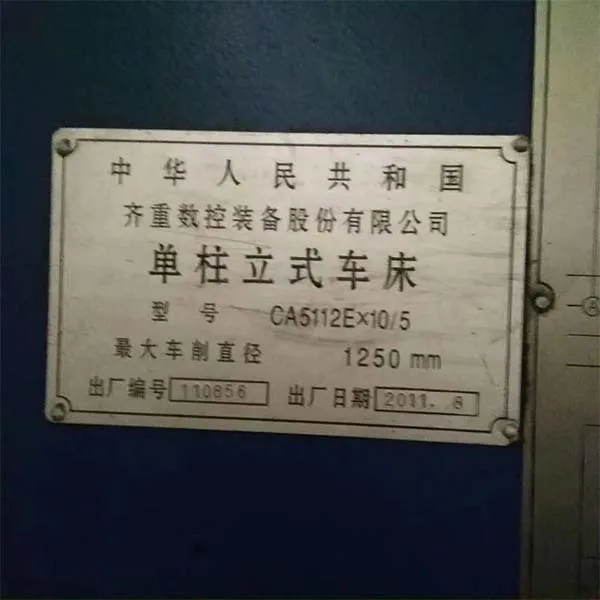 中华人民共和国
齐重数控装备股份有限公司
单柱立式车床
型号 CA5112E×10/5
最大车削直径 1250 mm
出厂编号 110856 出厂日期 2011. 8